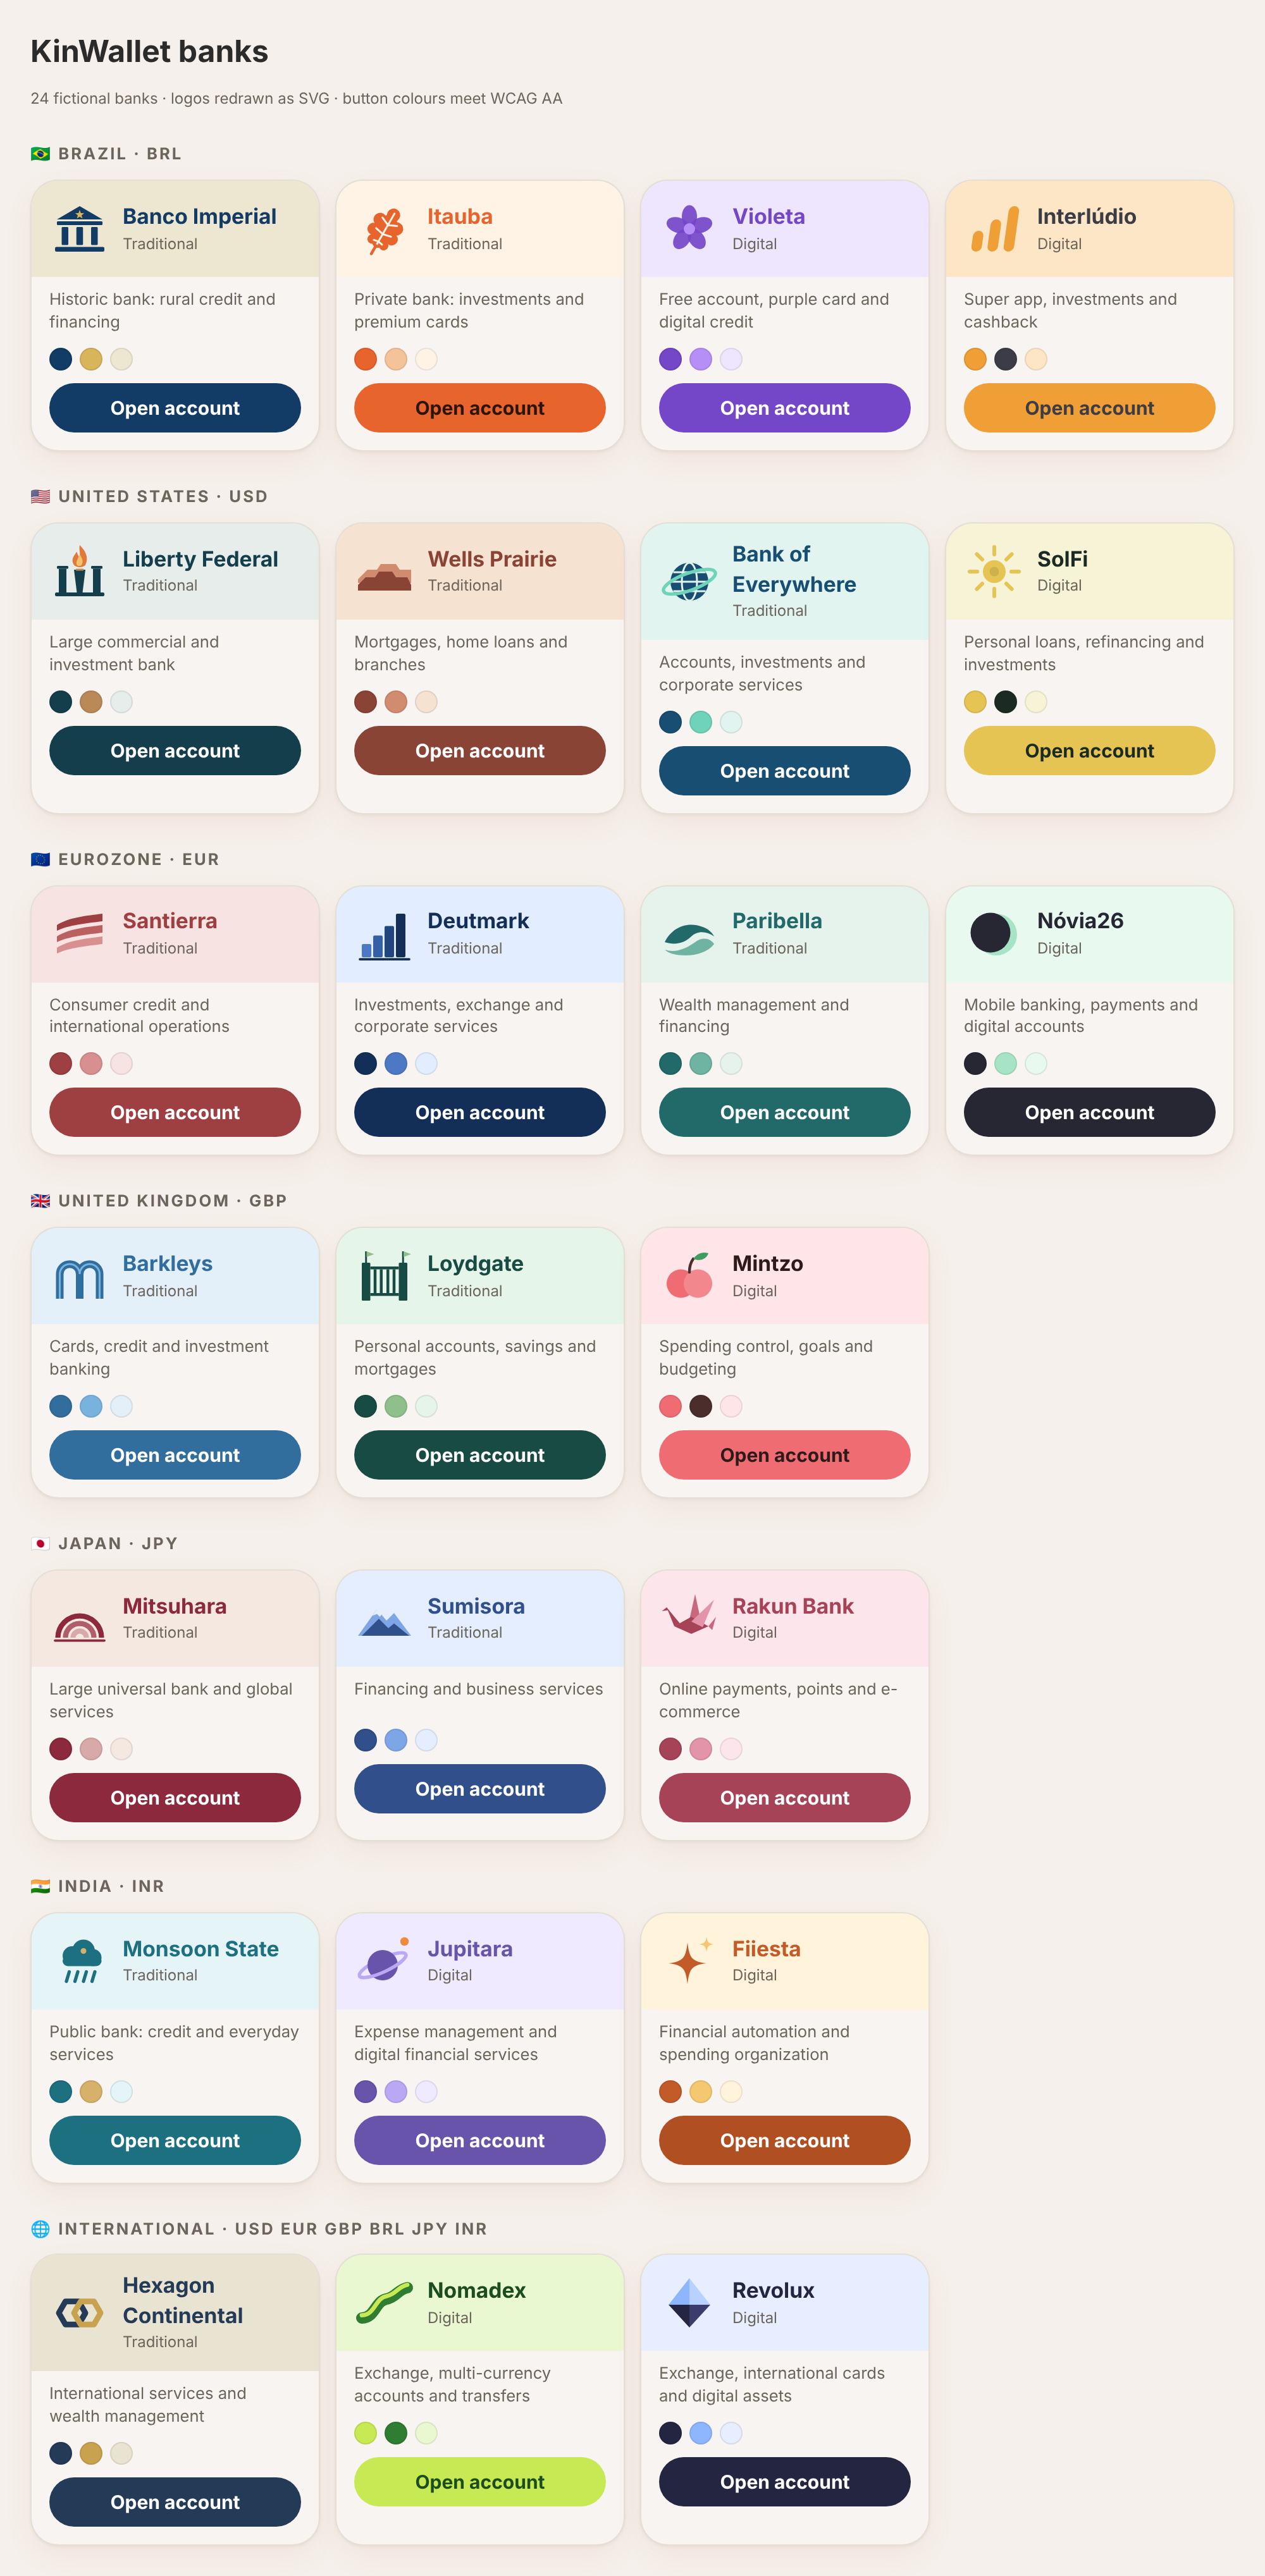 KinWallet banks
24 fictional banks · logos redrawn as SVG · button colours meet WCAG AA
BRAZIL · BRL
Banco Imperial
Traditional
Historic bank: rural credit and
financing
Open account
Itauba
Traditional
Private bank: investments and
premium cards
Open account
Violeta
Digital
Free account, purple card and
digital credit
Open account
Interlúdio
Digital
Super app, investments and
cashback
Open account
UNITED STATES · USD
Liberty Federal
Traditional
Large commercial and
investment bank
Open account
Wells Prairie
Traditional
Mortgages, home loans and
branches
Open account
Bank of
Everywhere
Traditional
Accounts, investments and
corporate services
Open account
SolFi
Digital
Personal loans, refinancing and
investments
Open account
EUROZONE · EUR
Santierra
Traditional
Consumer credit and
international operations
Open account
Deutmark
Traditional
Investments, exchange and
corporate services
Open account
Paribella
Traditional
Wealth management and
financing
Open account
Nóvia26
Digital
Mobile banking, payments and
digital accounts
Open account
UNITED KINGDOM · GBP
Barkleys
Traditional
Cards, credit and investment
banking
Open account
Loydgate
Traditional
Personal accounts, savings and
mortgages
Open account
Mintzo
Digital
Spending control, goals and
budgeting
Open account
JAPAN · JPY
Mitsuhara
Traditional
Large universal bank and global
services
Open account
Sumisora
Traditional
Financing and business services
Open account
Rakun Bank
Digital
Online payments, points and e-
commerce
Open account
INDIA · INR
Monsoon State
Traditional
Public bank: credit and everyday
services
Open account
Jupitara
Digital
Expense management and
digital financial services
Open account
Fiiesta
Digital
Financial automation and
spending organization
Open account
INTERNATIONAL · USD EUR GBP BRL JPY INR
Hexagon
Continental
Traditional
International services and
wealth management
Open account
Nomadex
Digital
Exchange, multi-currency
accounts and transfers
Open account
Revolux
Digital
Exchange, international cards
and digital assets
Open account